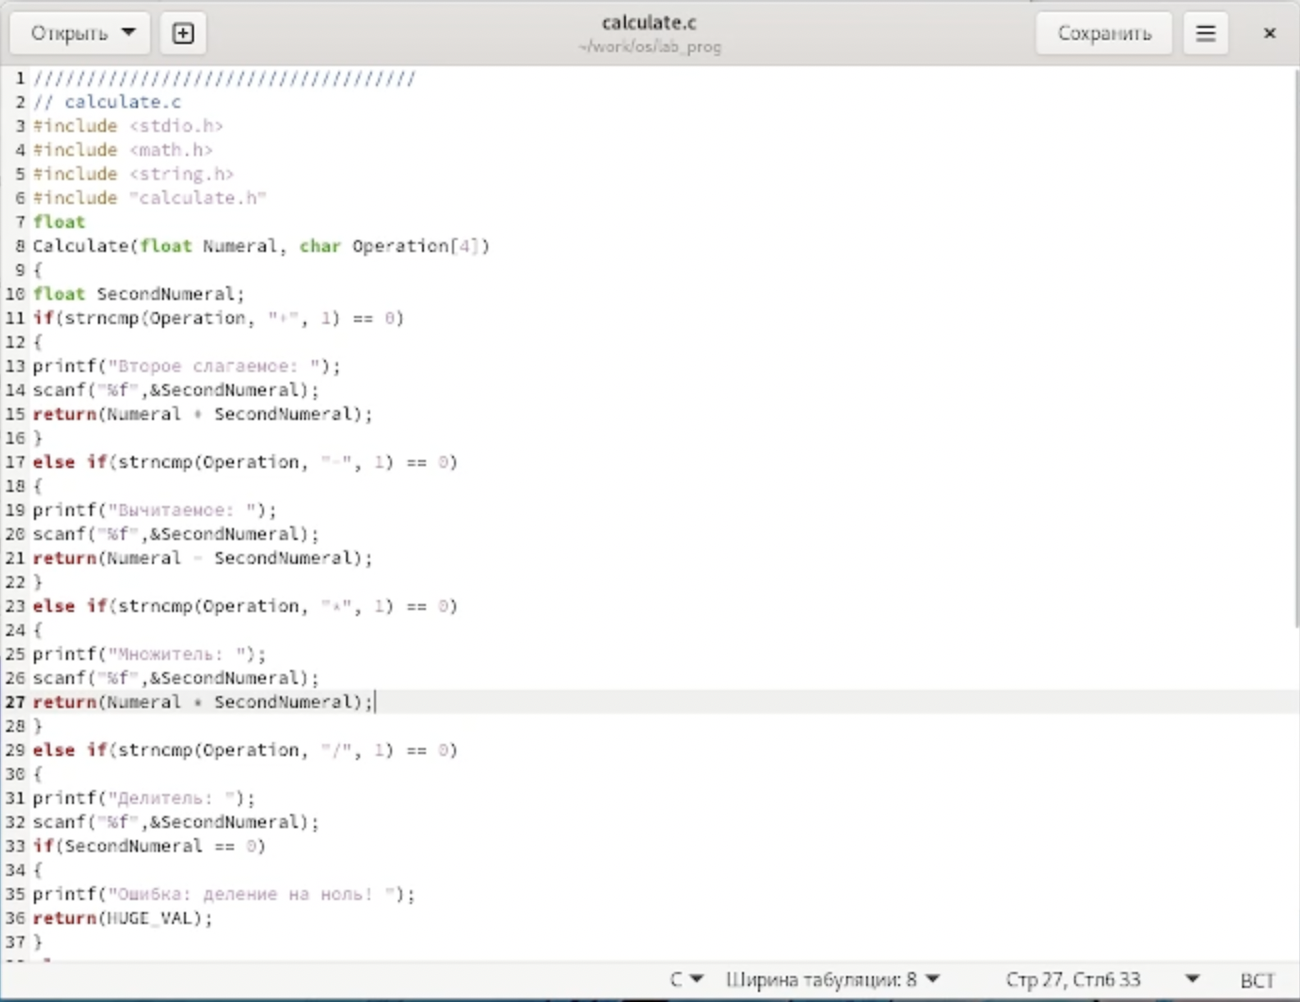 Открыть
calculate.c
~/work/os/lab_prog
Сохранить
1 ////////////////////////////////////
2 // calculate.c
3 #include <stdio.h>
4 #include <math.h>
5 #include <string.h>
6 #include "calculate.h"
7 float
8 Calculate(float Numeral, char Operation[4])
9 {
10 float SecondNumeral;
11 if(strncmp(Operation, "+", 1) == 0)
12 {
13 printf("Второе слагаемое: ");
14 scanf("%f",&SecondNumeral);
15 return(Numeral + SecondNumeral);
16 }
17 else if(strncmp(Operation, "-", 1) == 0)
18 {
19 printf("Вычитаемое: ");
20 scanf("%f",&SecondNumeral);
21 return(Numeral - SecondNumeral);
22 }
23 else if(strncmp(Operation, "*", 1) == 0)
24 {
25 printf("Множитель: ");
26 scanf("%f",&SecondNumeral);
27 return(Numeral * SecondNumeral);
28 }
29 else if(strncmp(Operation, "/", 1) == 0)
30 {
31 printf("Делитель: ");
32 scanf("%f",&SecondNumeral);
33 if(SecondNumeral == 0)
34 {
35 printf("Ошибка: деление на ноль! ");
36 return(HUGE_VAL);
37 }
C Ширина табуляции: 8 Стр 27, Стлб 33 ВСТ